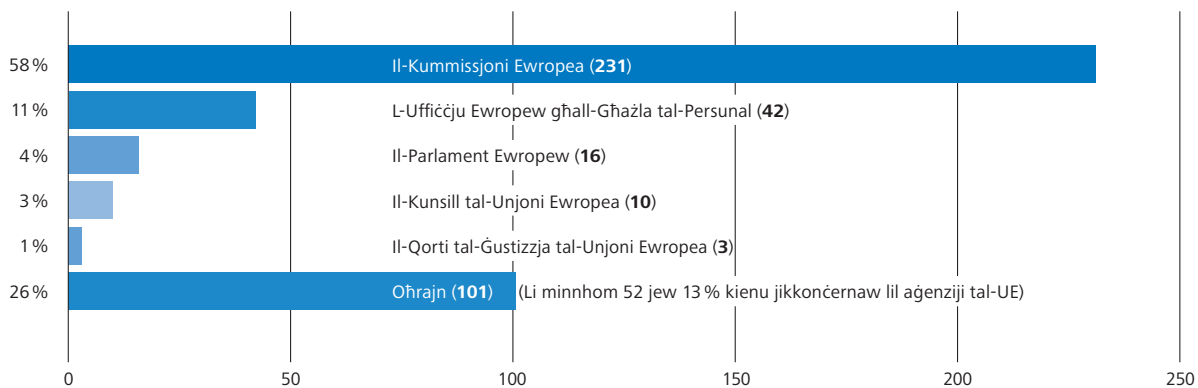 58 % Il-Kummissjoni Ewropea (231)
11 % L-Uffiċċju Ewropew għall-Għażla tal-Persunal (42)
4 % Il-Parlament Ewropew (16)
3 % Il-Kunsill tal-Unjoni Ewropea (10)
1 % Il-Qorti tal-Ġustizzja tal-Unjoni Ewropea (3)
26 % Oħrajn (101) (Li minnhom 52 jew 13 % kienu jikkonċernaw lil aġenziji tal-UE)
0 50 100 150 200 250